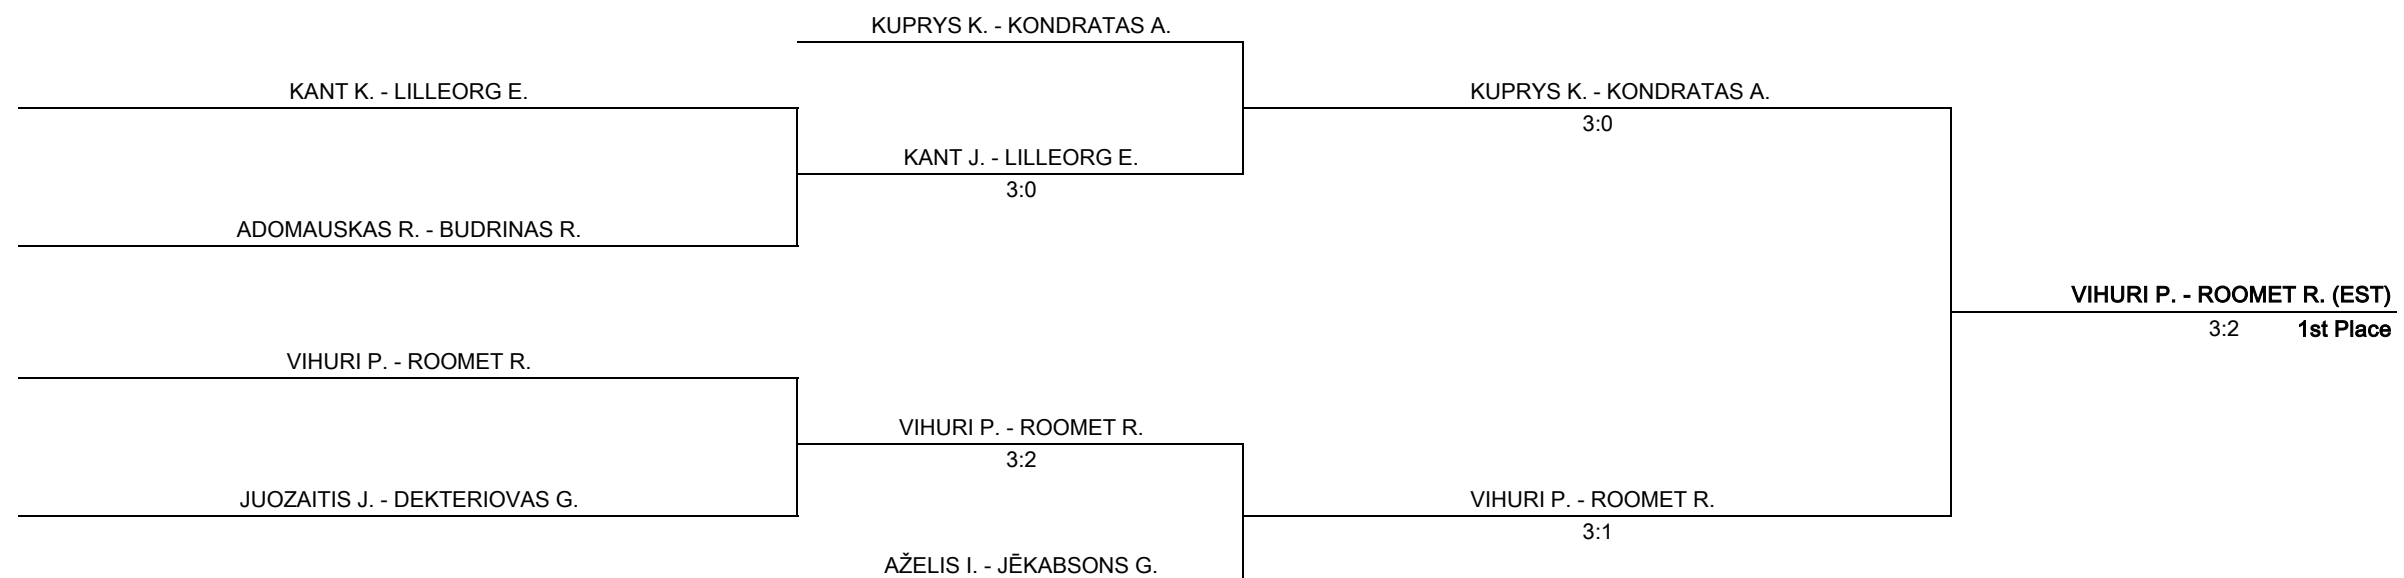 KUPRYS K. - KONDRATAS A.
KANT K. - LILLEORG E.
KUPRYS K. - KONDRATAS A.
3:0
KANT J. - LILLEORG E.
3:0
ADOMAUSKAS R. - BUDRINAS R.
VIHURI P. - ROOMET R. (EST)
3:2 1st Place
VIHURI P. - ROOMET R.
VIHURI P. - ROOMET R.
3:2
JUOZAITIS J. - DEKTERIOVAS G.
VIHURI P. - ROOMET R.
3:1
AŽELIS I. - JĒKABSONS G.